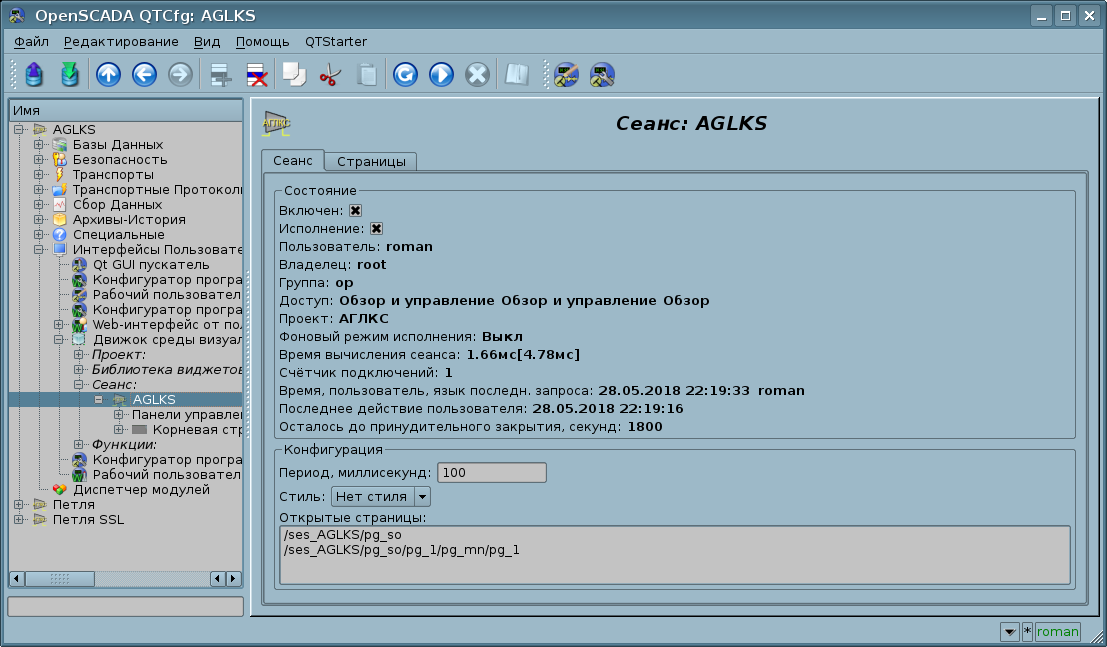 OpenSCADA QTCfg: AGLKS
Файл Редактирование Вид Помощь QTStarter
Имя
AGLKS
Базы Данных
Безопасность
Транспорты
Транспортные Протокол
Сбор Данных
Архивы-История
Специальные
Интерфейсы Пользовате
Qt GUI пускатель
Конфигуратор програ
Рабочий пользовател
Конфигуратор програ
Web-интерфейс от по
Движок среды визуал
Проект:
Библиотека виджетов
Сеанс:
AGLKS
Панели управле
Корневая стр
Функции:
Конфигуратор програ
Рабочий пользовател
Диспетчер модулей
Петля
Петля SSL
АГЛКС
Сеанс: AGLKS
Сеанс Страницы
Состояние
Включен:
Исполнение:
Пользователь: roman
Владелец: root
Группа: op
Доступ: Обзор и управление Обзор и управление Обзор
Проект: АГЛКС
Фоновый режим исполнения: Выкл
Время вычисления сеанса: 1.66мс[4.78мс]
Счётчик подключений: 1
Время, пользователь, язык последн. запроса: 28.05.2018 22:19:33 roman
Последнее действие пользователя: 28.05.2018 22:19:16
Осталось до принудительного закрытия, секунд: 1800
Конфигурация
Период, миллисекунд: 100
Стиль: Нет стиля
Открытые страницы:
/ses_AGLKS/pg_so
/ses_AGLKS/pg_so/pg_1/pg_mn/pg_1
* roman